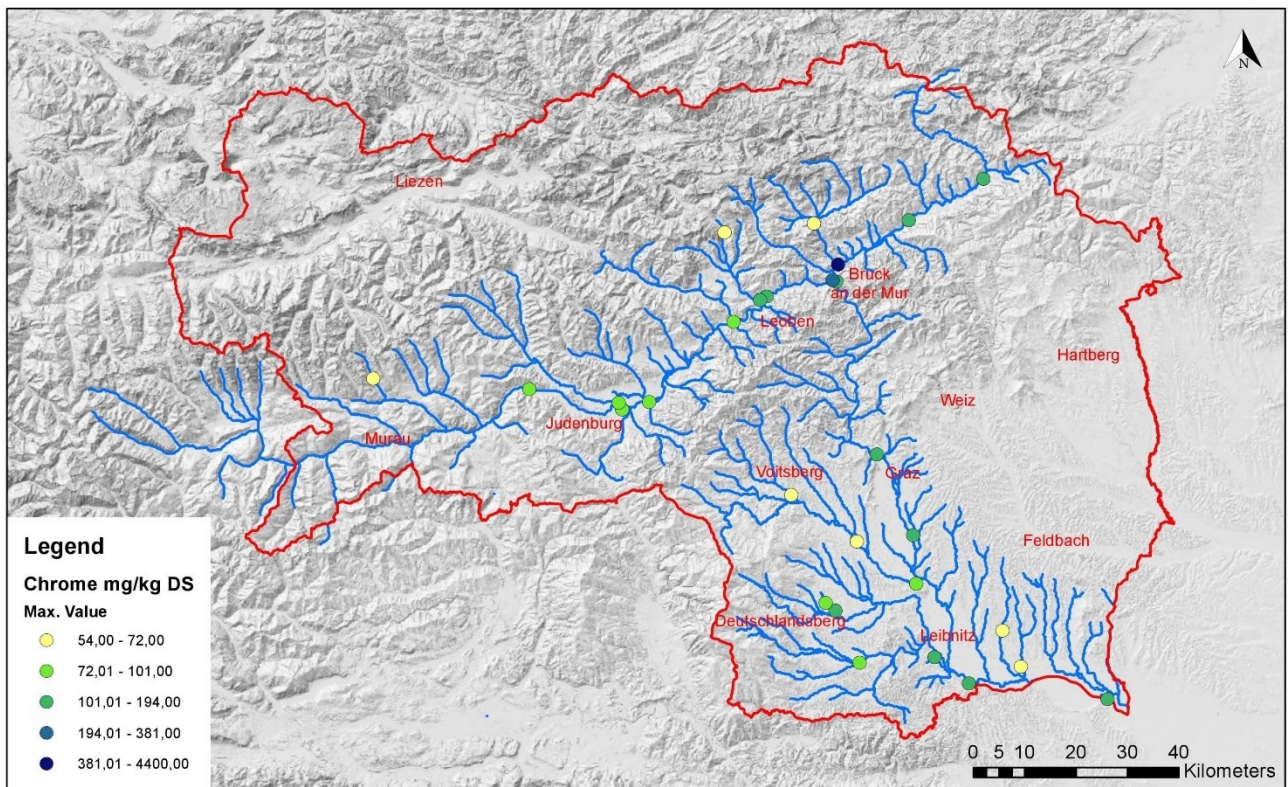 N
Liezen
Bruck
an der Mur
Leoben
Hartberg
Weiz
Judenburg
Murau
Voitsberg
Graz
Feldbach
Deutschlandsberg
Leibnitz
Legend
Chrome mg/kg DS
Max. Value
54,00 - 72,00
72,01 - 101,00
101,01 - 194,00
194,01 - 381,00
381,01 - 4400,00
0 5 10 20 30 40
Kilometers